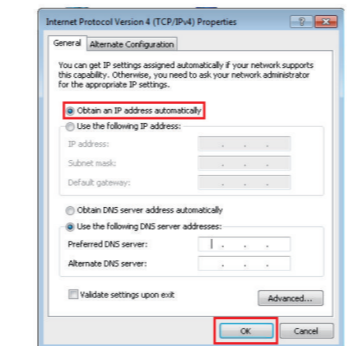 Internet Protocol Version 4 (TCP/IPv4) Properties
General Alternate Configuration
You can get IP settings assigned automatically if your network supports
this capability. Otherwise, you need to ask your network administrator
for the appropriate IP settings.
Obtain an IP address automatically
Use the following IP address:
IP address:
Subnet mask:
Default gateway:
Obtain DNS server address automatically
Use the following DNS server addresses:
Preferred DNS server:
Alternate DNS server:
Validate settings upon exit
Advanced...
OK Cancel